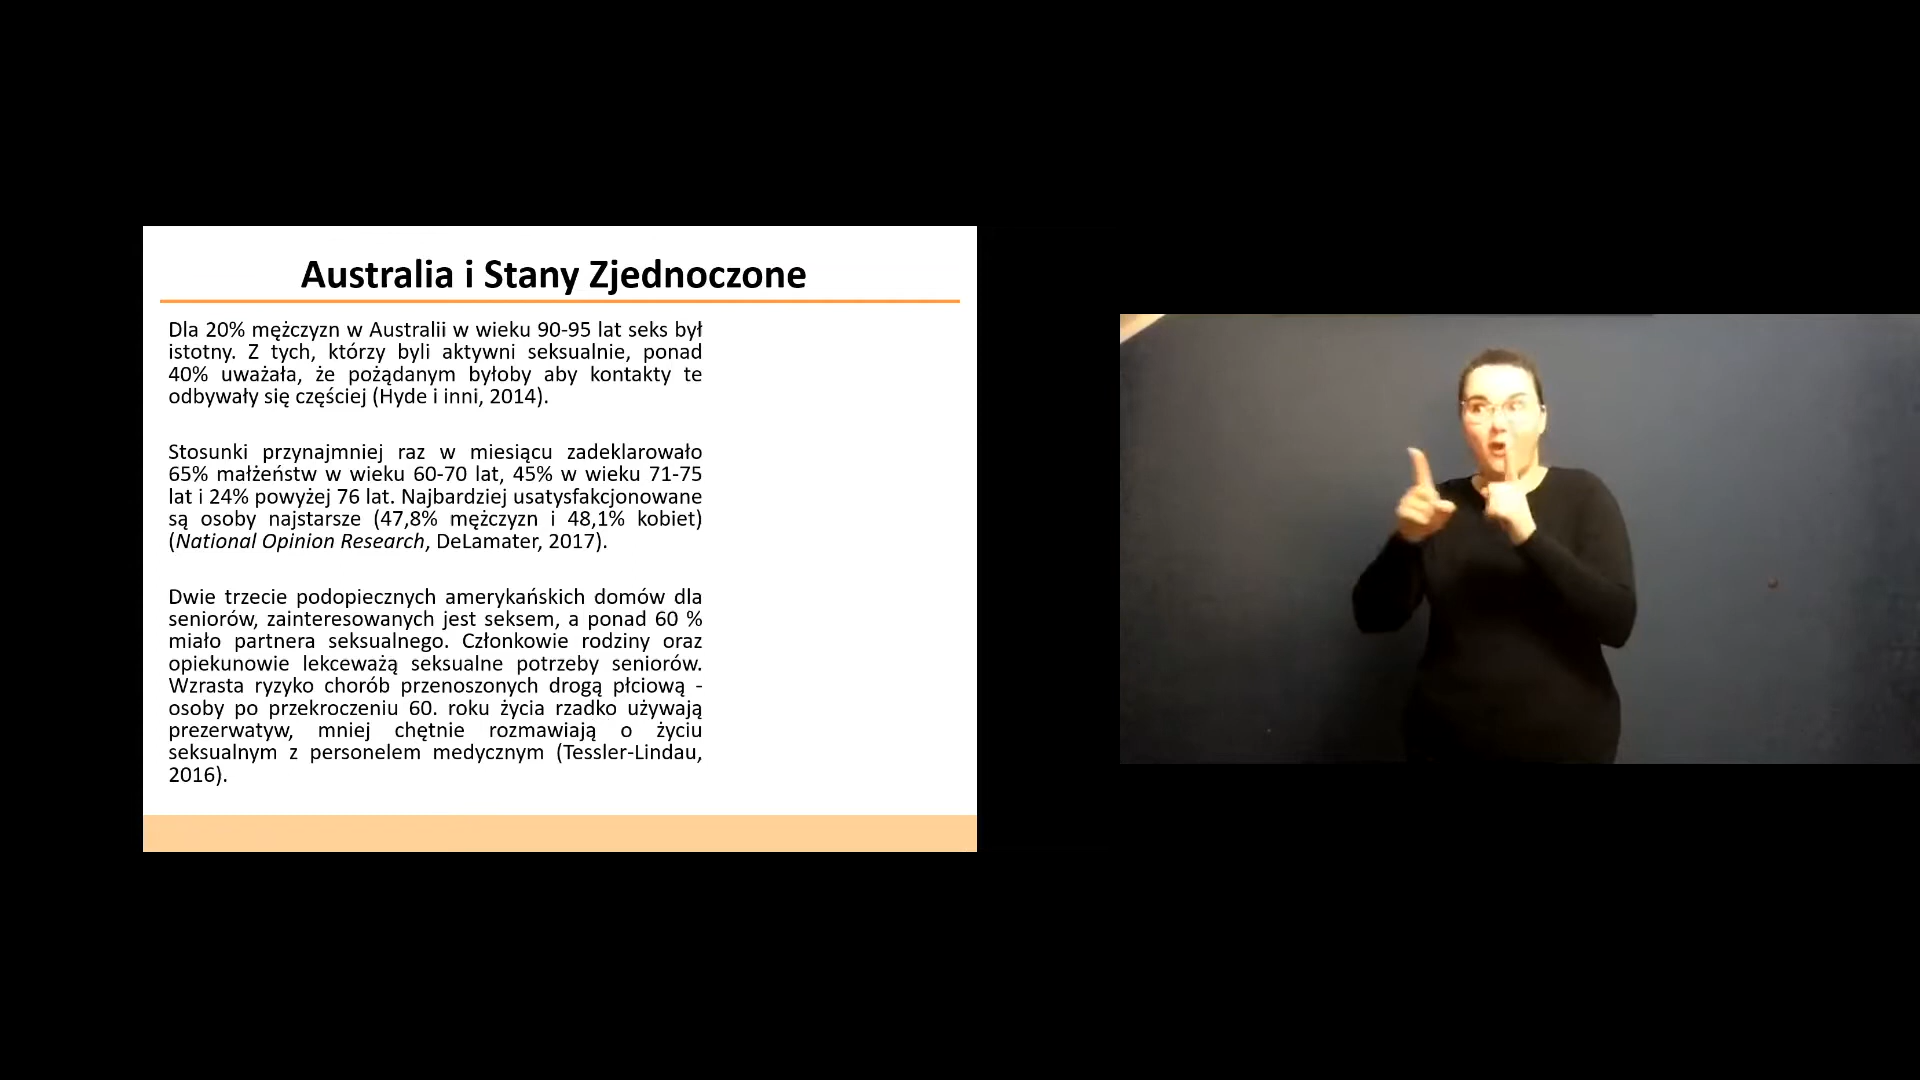 Australia i Stany Zjednoczone
Dla 20% mężczyzn w Australii w wieku 90-95 lat seks był
istotny. Z tych, którzy byli aktywni seksualnie, ponad
40% uważała, że pożądanym byłoby aby kontakty te
odbywały się częściej (Hyde i inni, 2014).
Stosunki przynajmniej raz w miesiącu zadeklarowało
65% małżeństw w wieku 60-70 lat, 45% w wieku 71-75
lat i 24% powyżej 76 lat. Najbardziej usatysfakcjonowane
są osoby najstarsze (47,8% mężczyzn i 48,1% kobiet)
(National Opinion Research, DeLamater, 2017).
Dwie trzecie podopiecznych amerykańskich domów dla
seniorów, zainteresowanych jest seksem, a ponad 60 %
miało partnera seksualnego. Członkowie rodziny oraz
opiekunowie lekceważą seksualne potrzeby seniorów.
Wzrasta ryzyko chorób przenoszonych drogą płciową -
osoby po przekroczeniu 60. roku życia rzadko używają
prezerwatyw, mniej chętnie rozmawiają o życiu
seksualnym z personelem medycznym (Tessler-Lindau,
2016).